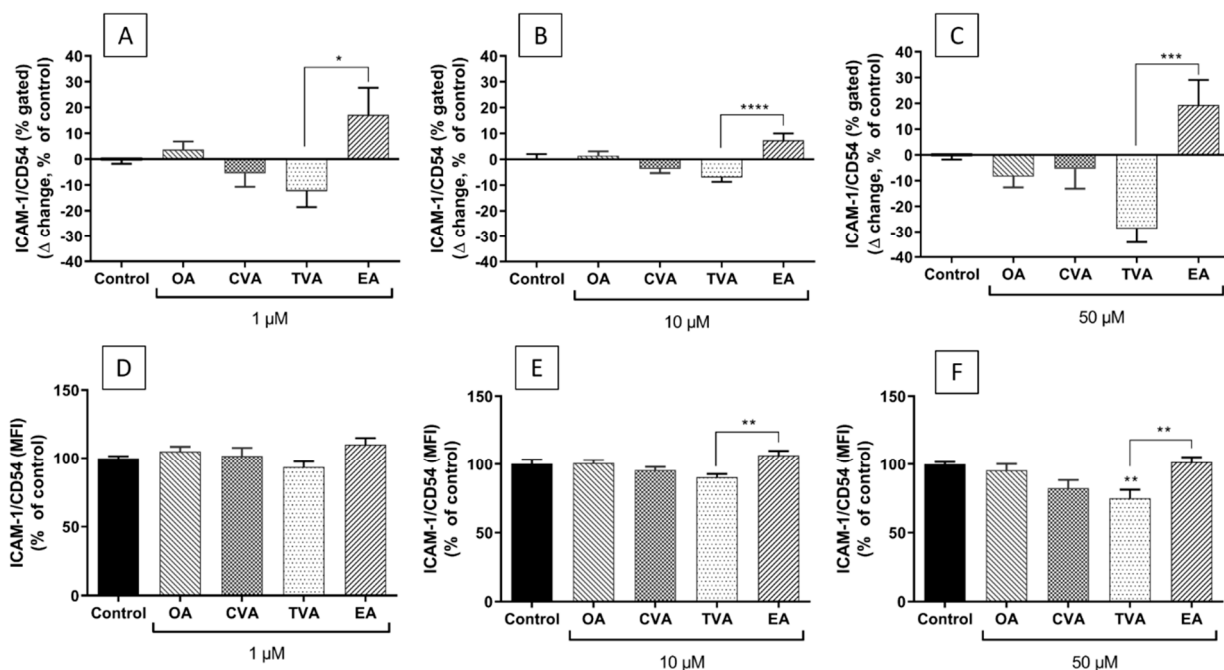 A
ICAM-1/CD54 (% gated)
(Δ change, % of control)
40
30
20
10
0
-10
-20
-30
-40
*
Control OA CVA TVA EA
1 µM
B
ICAM-1/CD54 (% gated)
(Δ change, % of control)
40
30
20
10
0
-10
-20
-30
-40
****
Control OA CVA TVA EA
10 µM
C
ICAM-1/CD54 (% gated)
(Δ change, % of control)
40
30
20
10
0
-10
-20
-30
-40
***
Control OA CVA TVA EA
50 µM
D
ICAM-1/CD54 (MFI)
(% of control)
150
100
50
0
Control OA CVA TVA EA
1 µM
E
ICAM-1/CD54 (MFI)
(% of control)
150
100
50
0
**
Control OA CVA TVA EA
10 µM
F
ICAM-1/CD54 (MFI)
(% of control)
150
100
50
0
**
**
Control OA CVA TVA EA
50 µM